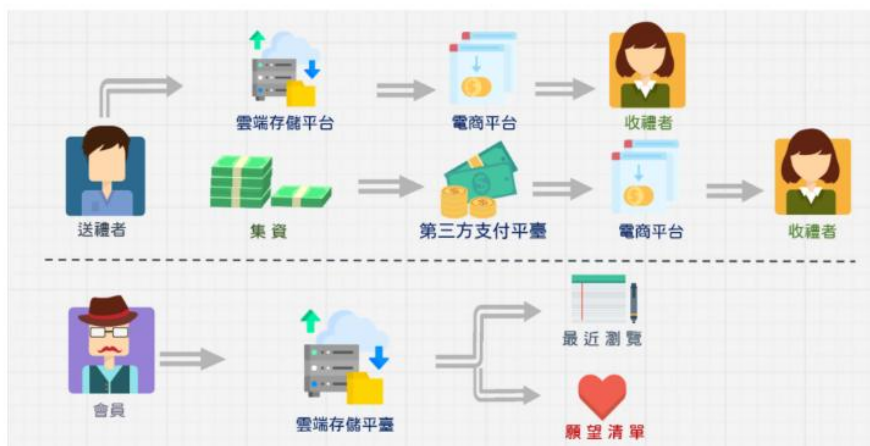 雲端存儲平台
電商平台
收禮者
送禮者
集資
第三方支付平臺
電商平台
收禮者
會員
雲端存儲平臺
最近瀏覽
願望清單